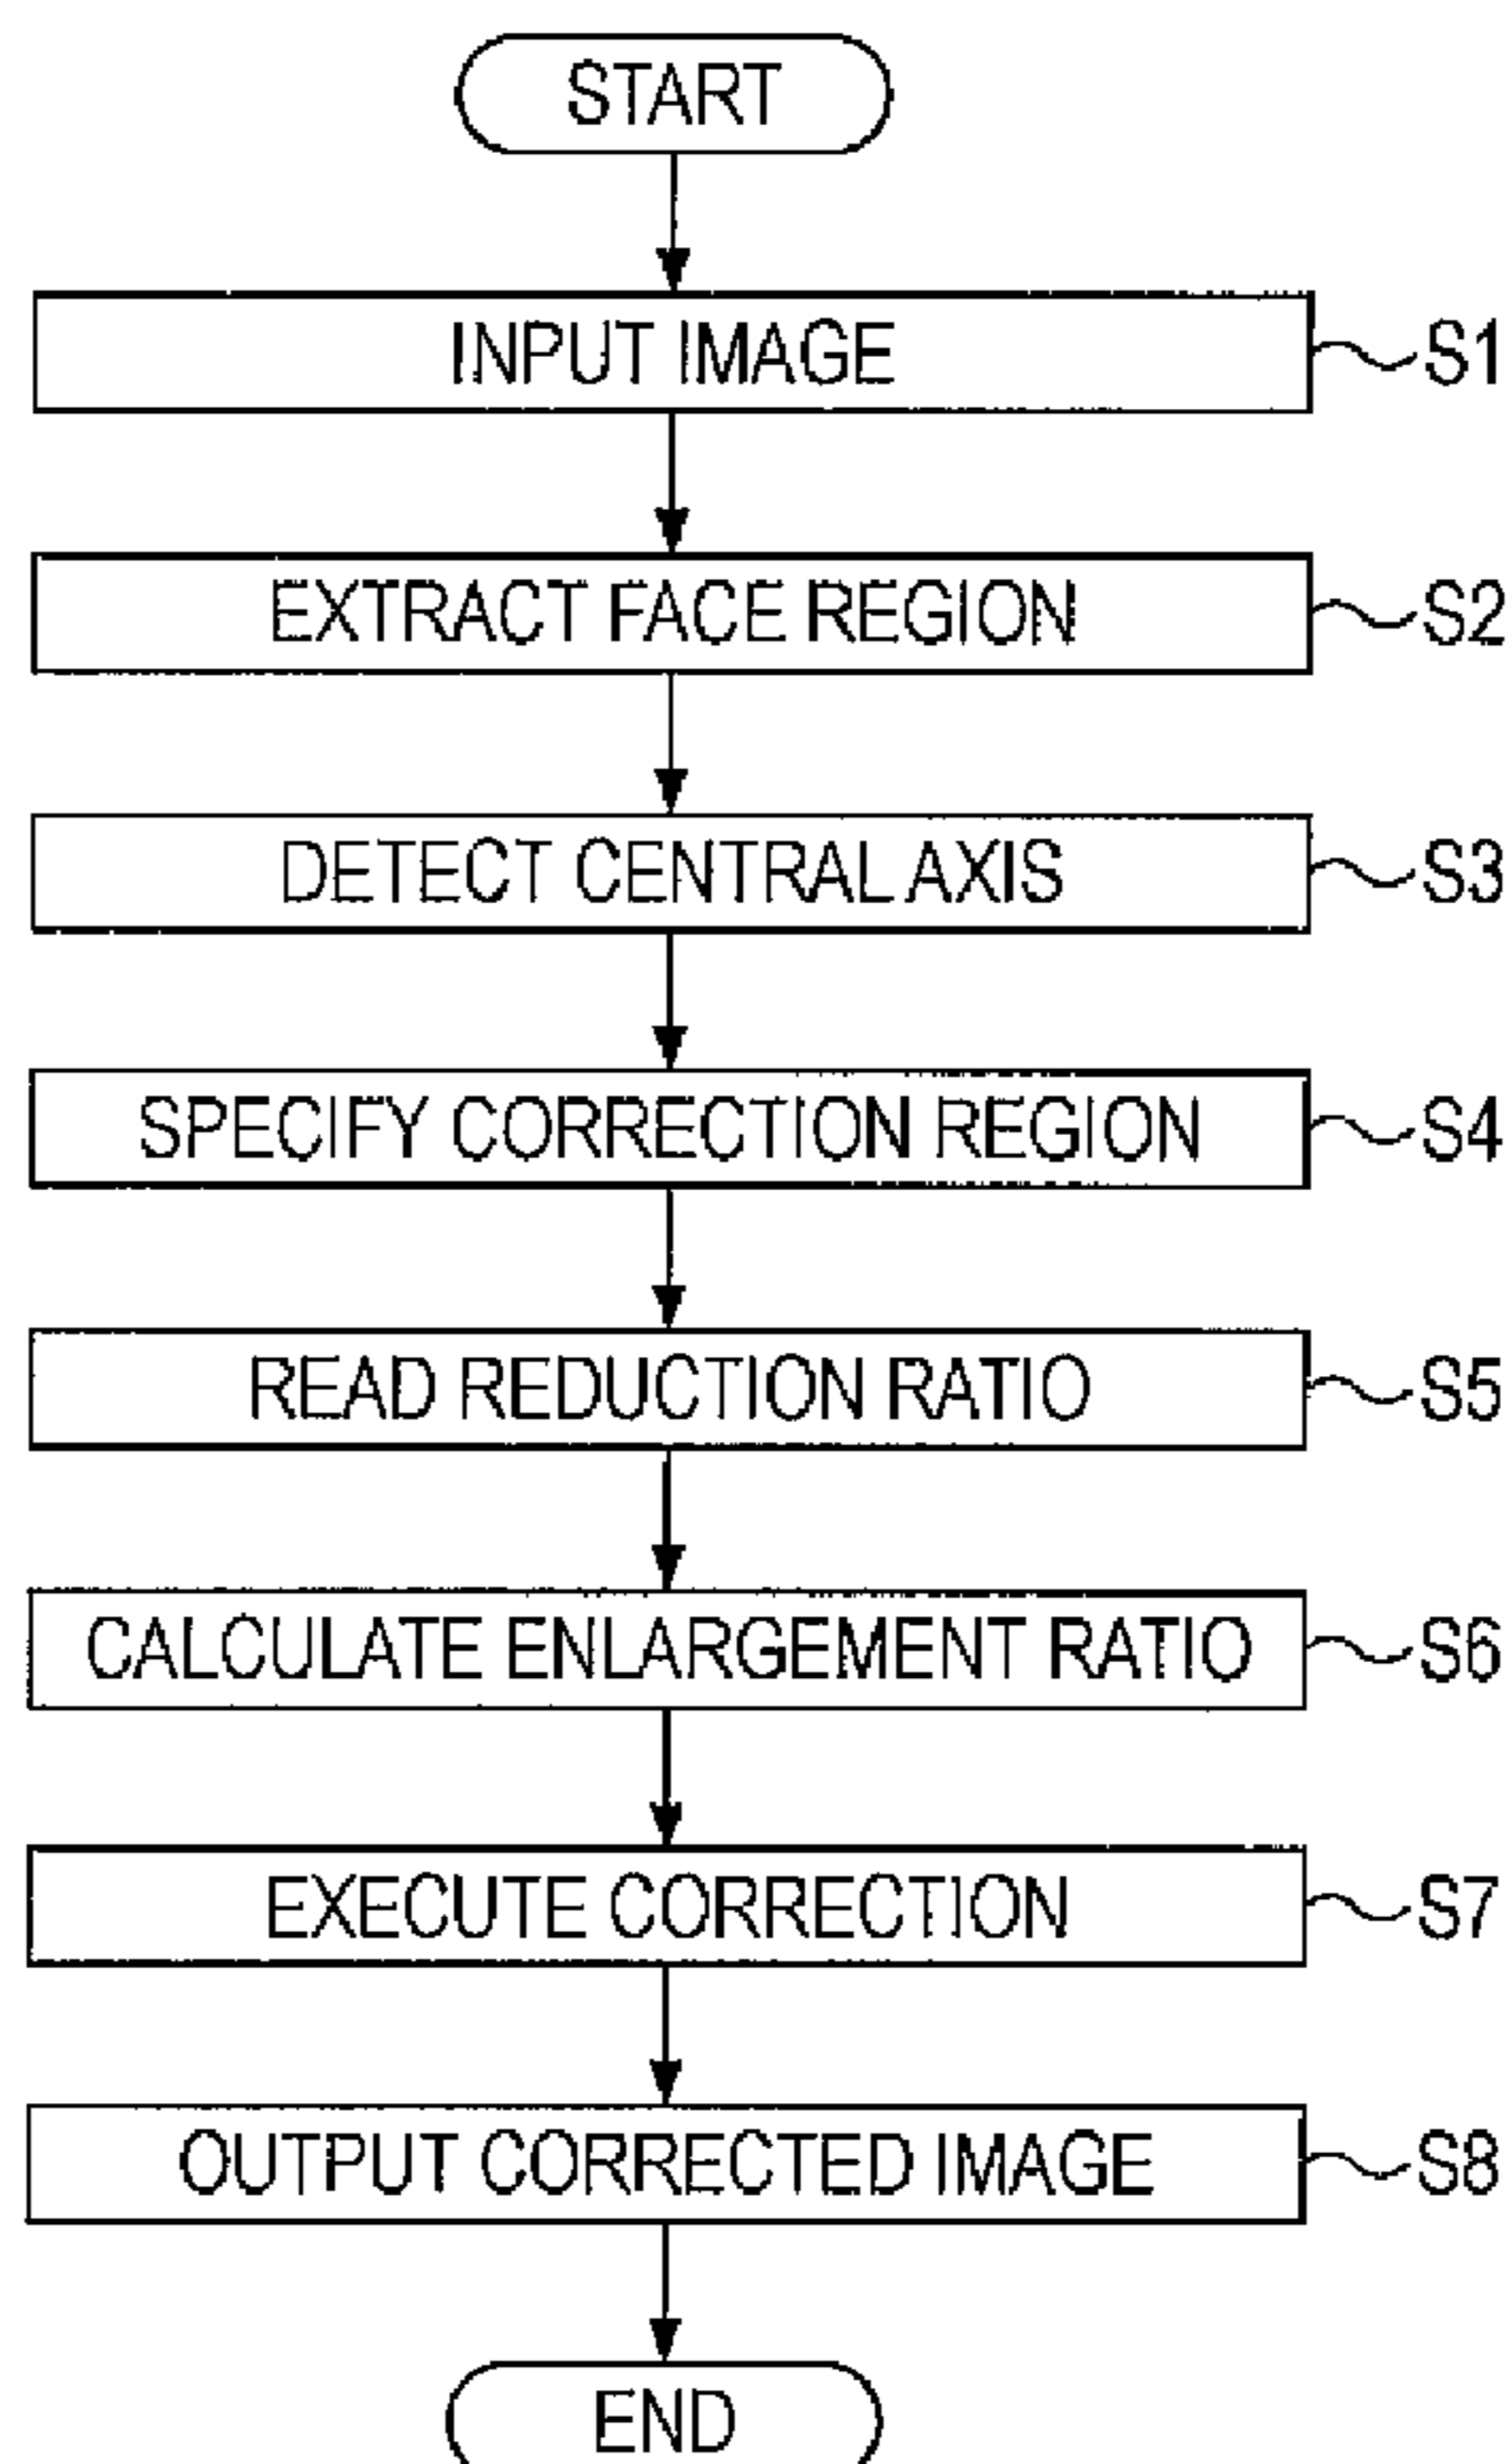 START
INPUT IMAGE S1
EXTRACT FACE REGION S2
DETECT CENTRAL AXIS S3
SPECIFY CORRECTION REGION S4
READ REDUCTION RATIO S5
CALCULATE ENLARGEMENT RATIO S6
EXECUTE CORRECTION S7
OUTPUT CORRECTED IMAGE S8
END